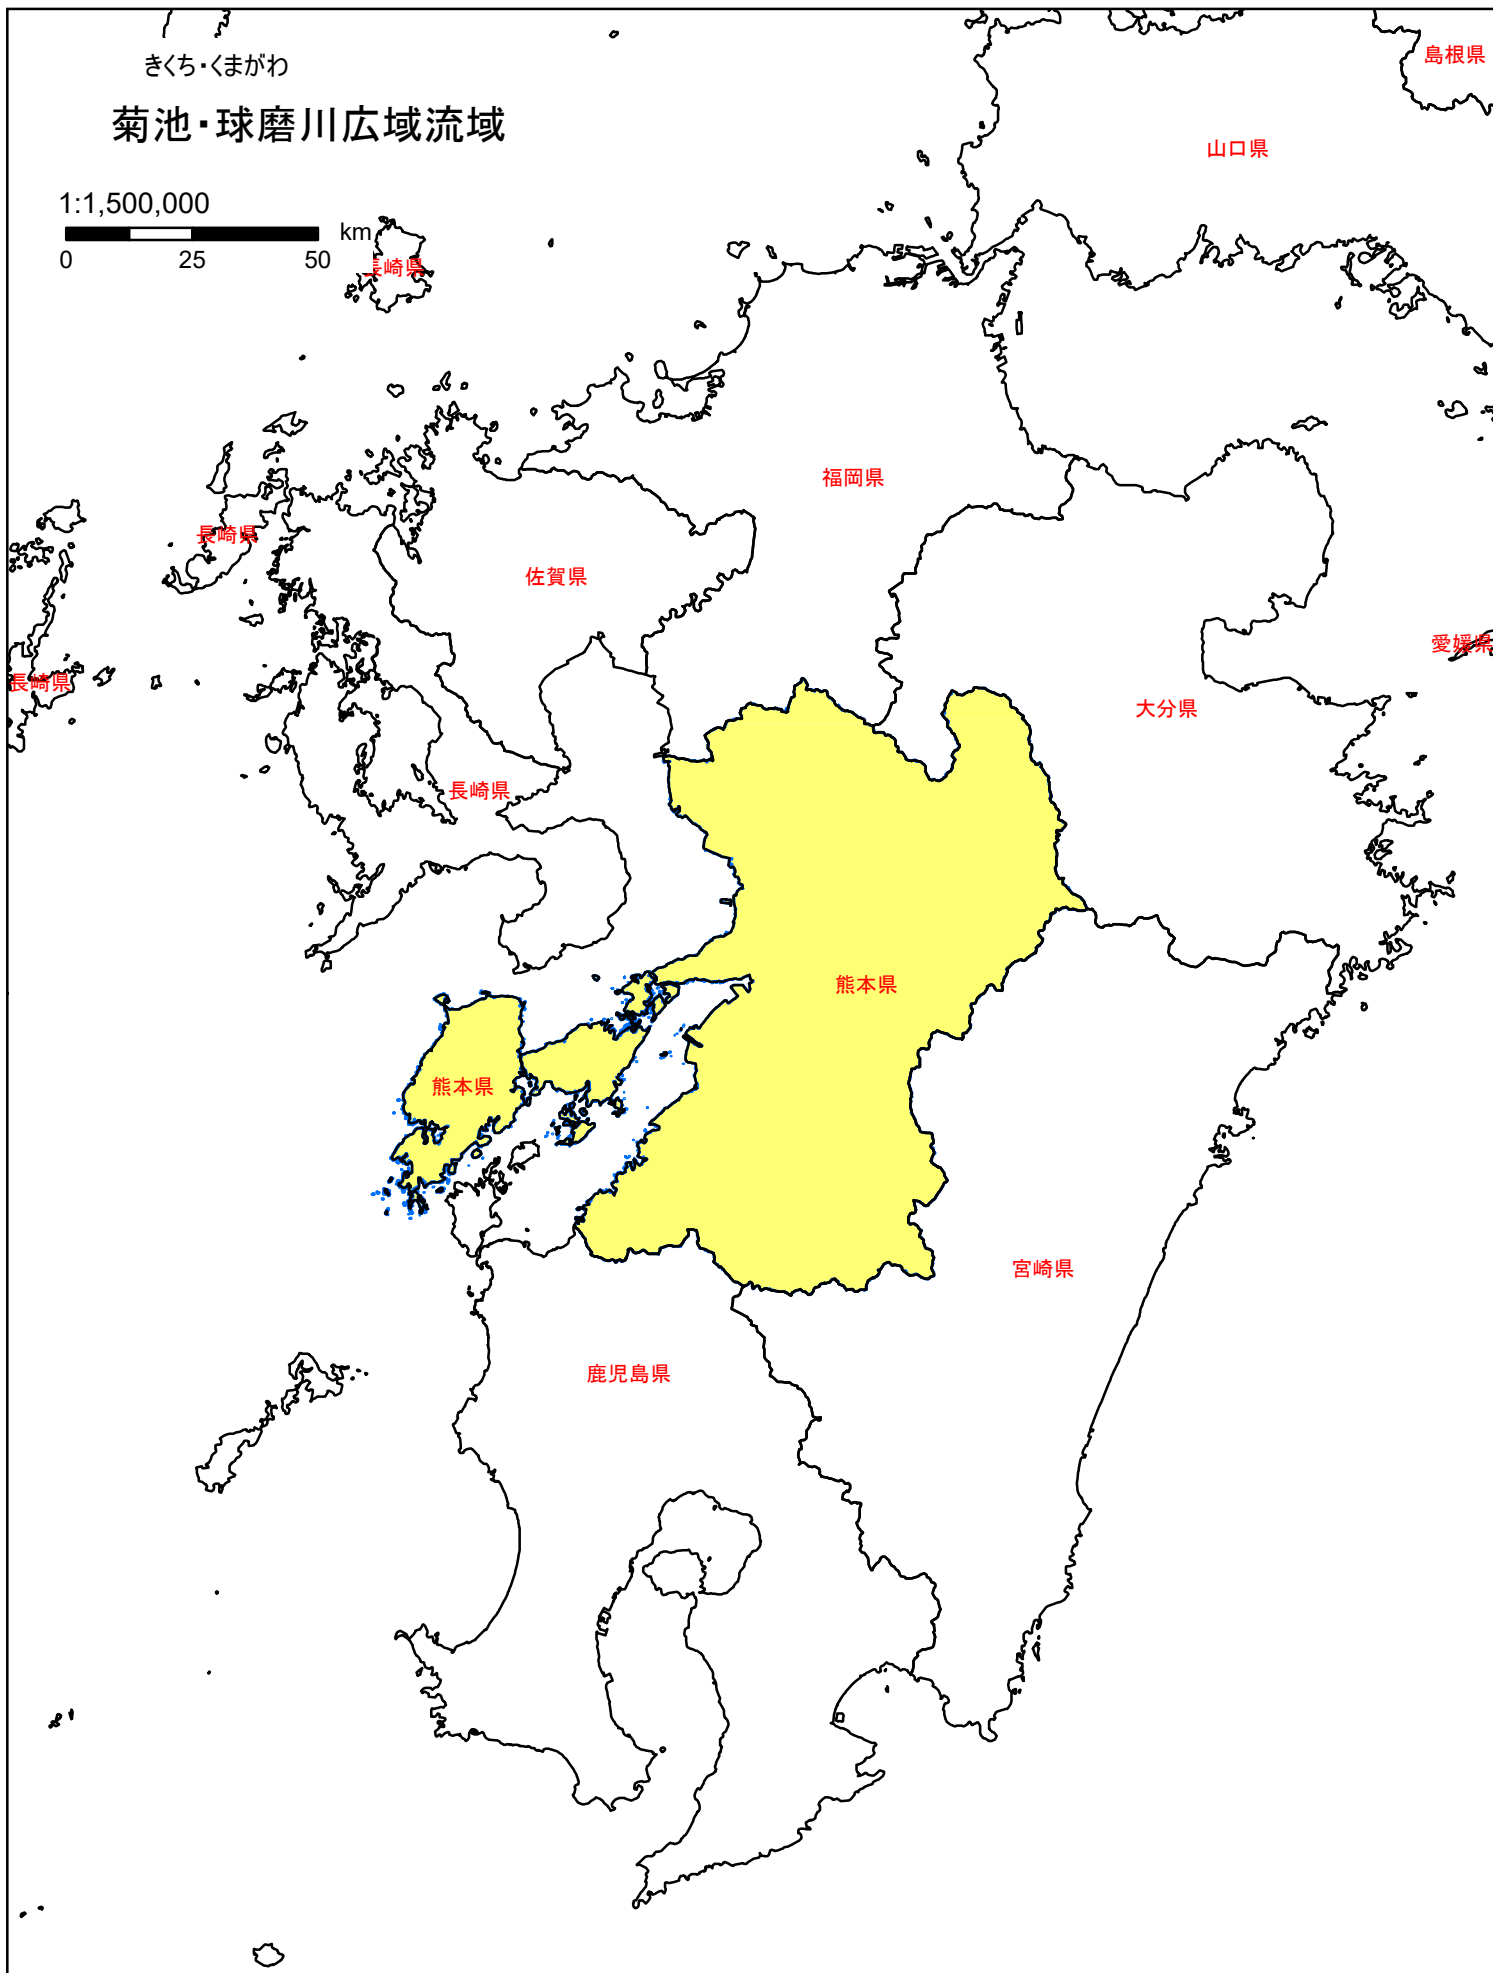 きくち・くまがわ
菊池・球磨川広域流域
1:1,500,000
km
0 25 50
島根県
山口県
長崎県
福岡県
長崎県
佐賀県
愛媛県
長崎県
大分県
長崎県
熊本県
熊本県
宮崎県
鹿児島県